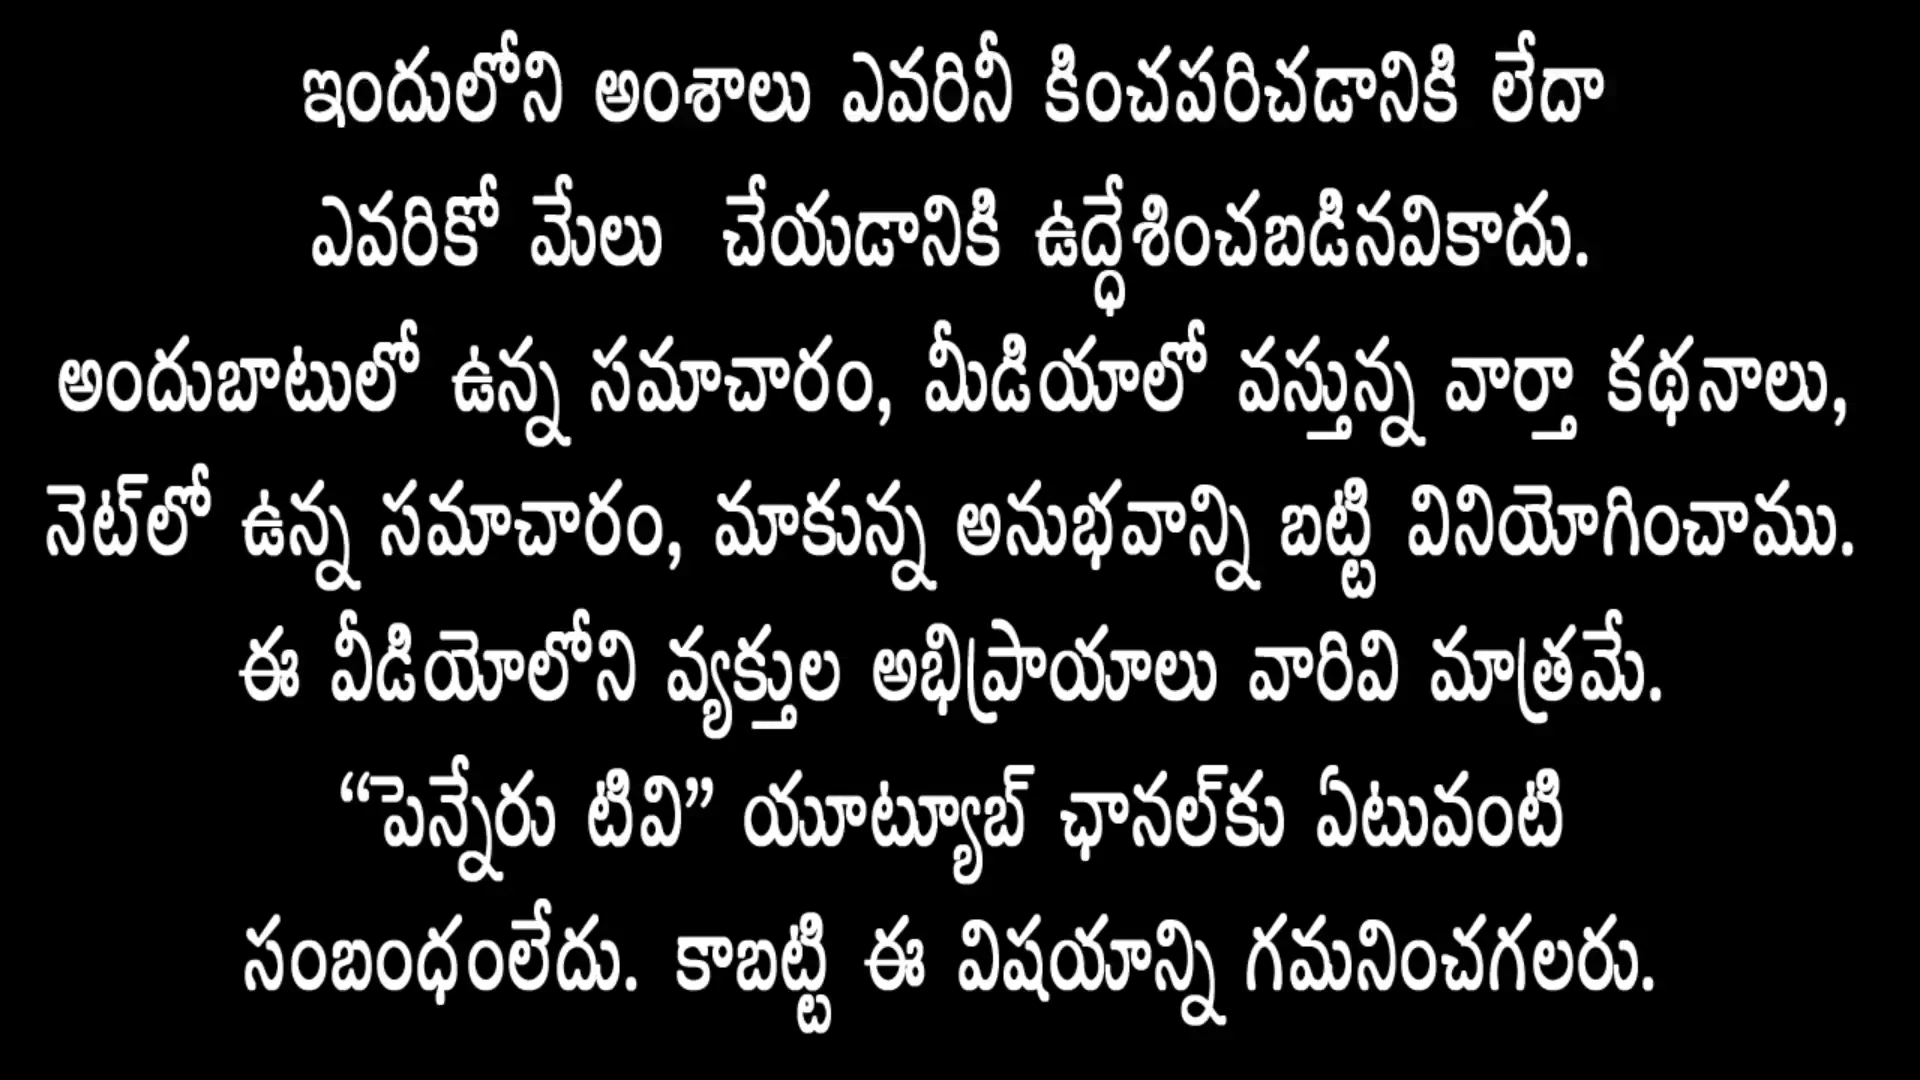 ఇందులోని అంశాలు ఎవరినీ కించపరిచడానికి లేదా
ఎవరికో మేలు చేయడానికి ఉద్ధేశించబడినవికాదు.
అందుబాటులో ఉన్న సమాచారం, మీడియాలో వస్తున్న వార్తా కథనాలు,
నెట్‌లో ఉన్న సమాచారం, మాకున్న అనుభవాన్ని బట్టి వినియోగించాము.
ఈ వీడియోలోని వ్యక్తుల అభిప్రాయాలు వారివి మాత్రమే.
“పెన్నేరు టివి” యూట్యూబ్ ఛానల్‌కు ఏటువంటి
సంబంధంలేదు. కాబట్టి ఈ విషయాన్ని గమనించగలరు.